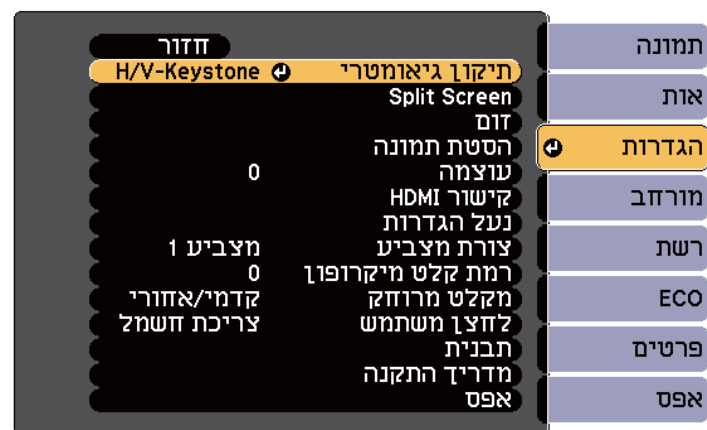 תמונה
אות
הגדרות
מורחב
רשת
ECO
פרטים
אפס
חזור
תיקון גיאומטרי H/V-Keystone
Split Screen
זום
הסטת תמונה
עוצמה 0
קישור HDMI
נעל הגדרות
צורת מצביע מצביע 1
רמת קלט מיקרופון 0
מקלט מרוחק קדמי/אחורי
לחצן משתמש צריכת חשמל
תבנית
מדריך התקנה
אפס